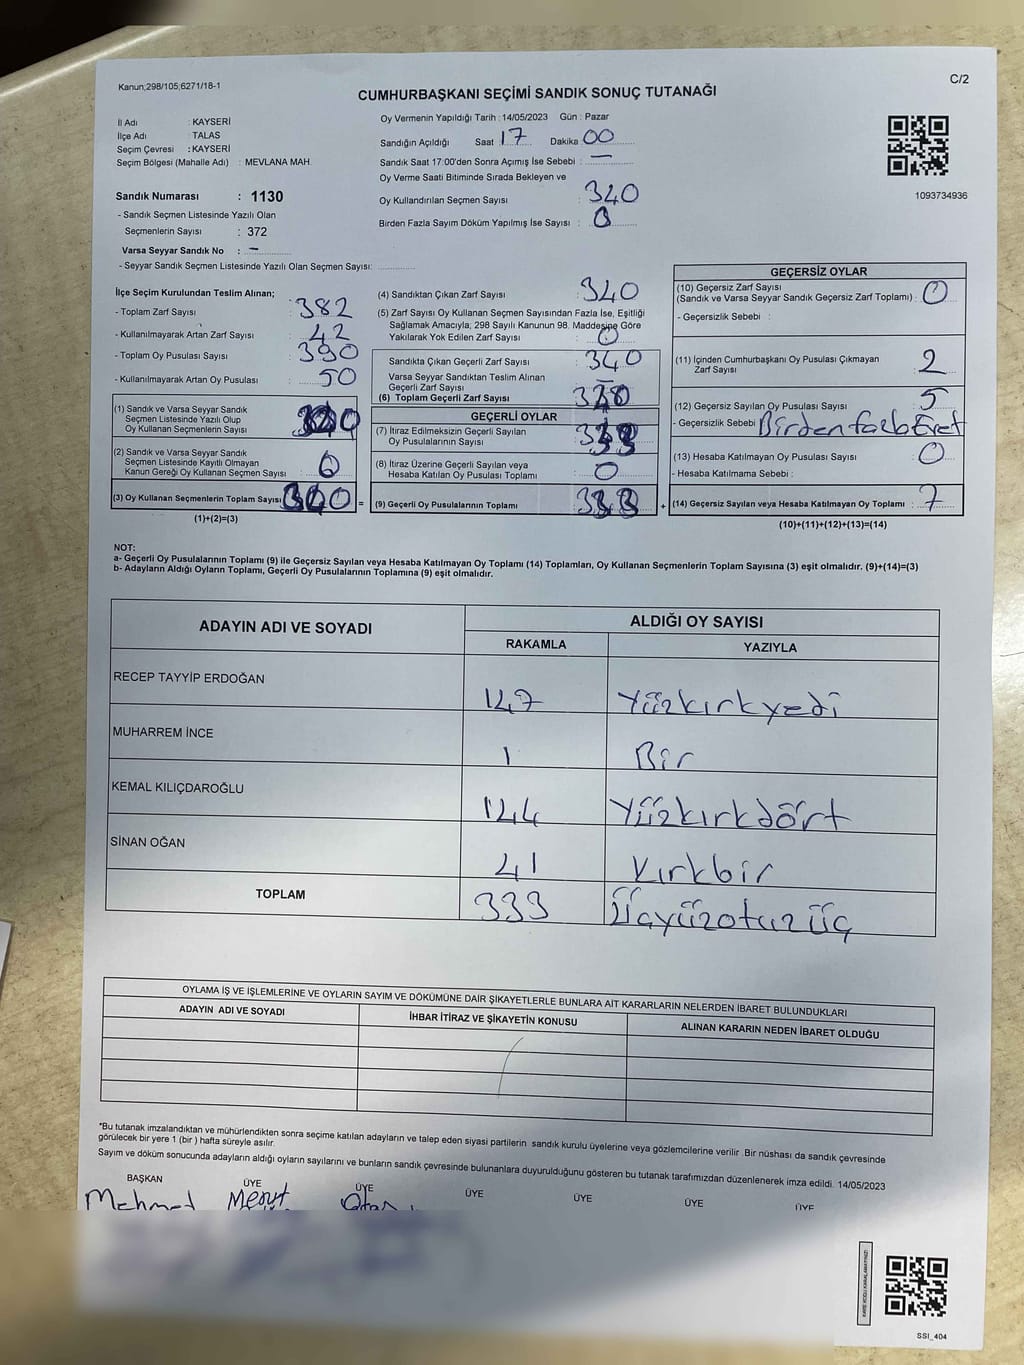 Kanun;298/105;6271/18-1
C/2
CUMHURBAŞKANI SEÇİMİ SANDIK SONUÇ TUTANAĞI
İl Adı : KAYSERİ
İlçe Adı : TALAS
Seçim Çevresi : KAYSERİ
Seçim Bölgesi (Mahalle Adı) : MEVLANA MAH.
Sandık Numarası : 1130
- Sandık Seçmen Listesinde Yazılı Olan
Seçmenlerin Sayısı : 372
Varsa Seyyar Sandık No : -
- Seyyar Sandık Seçmen Listesinde Yazılı Olan Seçmen Sayısı:
Oy Vermenin Yapıldığı Tarih : 14/05/2023 Gün : Pazar
Sandığın Açıldığı Saat 17 Dakika 00
Sandık Saat 17:00'den Sonra Açımış İse Sebebi : —
Oy Verme Saati Bitiminde Sırada Bekleyen ve
Oy Kullandırılan Seçmen Sayısı : 340
Birden Fazla Sayım Döküm Yapılmış İse Sayısı : 0
1093734936
İlçe Seçim Kurulundan Teslim Alınan;
- Toplam Zarf Sayısı : 382
- Kullanılmayarak Artan Zarf Sayısı : 42
- Toplam Oy Pusulası Sayısı : 390
- Kullanılmayarak Artan Oy Pusulası : 50
(1) Sandık ve Varsa Seyyar Sandık
Seçmen Listesinde Yazılı Olup
Oy Kullanan Seçmenlerin Sayısı
(2) Sandık ve Varsa Seyyar Sandık
Seçmen Listesinde Kayıtlı Olmayan
Kanun Gereği Oy Kullanan Seçmen Sayısı : 0
(3) Oy Kullanan Seçmenlerin Toplam Sayısı : 340 =
(1)+(2)=(3)
(4) Sandıktan Çıkan Zarf Sayısı : 340
(5) Zarf Sayısı Oy Kullanan Seçmen Sayısından Fazla İse, Eşitliği
Sağlamak Amacıyla; 298 Sayılı Kanunun 98. Maddesine Göre
Yakılarak Yok Edilen Zarf Sayısı : 0
Sandıkta Çıkan Geçerli Zarf Sayısı : 340
Varsa Seyyar Sandıktan Teslim Alınan
Geçerli Zarf Sayısı : —
(6) Toplam Geçerli Zarf Sayısı
GEÇERLİ OYLAR
(7) İtiraz Edilmeksizin Geçerli Sayılan
Oy Pusulalarının Sayısı : 333
(8) İtiraz Üzerine Geçerli Sayılan veya
Hesaba Katılan Oy Pusulası Toplamı : 0
(9) Geçerli Oy Pusulalarının Toplamı : 333 +
GEÇERSİZ OYLAR
(10) Geçersiz Zarf Sayısı
(Sandık ve Varsa Seyyar Sandık Geçersiz Zarf Toplamı) : 0
- Geçersizlik Sebebi :
(11) İçinden Cumhurbaşkanı Oy Pusulası Çıkmayan
Zarf Sayısı : 2
(12) Geçersiz Sayılan Oy Pusulası Sayısı : 5
- Geçersizlik Sebebi : Birden fazla Evet
(13) Hesaba Katılmayan Oy Pusulası Sayısı : 0
- Hesaba Katılmama Sebebi :
(14) Geçersiz Sayılan veya Hesaba Katılmayan Oy Toplamı : 7
(10)+(11)+(12)+(13)=(14)
NOT:
a- Geçerli Oy Pusulalarının Toplamı (9) ile Geçersiz Sayılan veya Hesaba Katılmayan Oy Toplamı (14) Toplamları, Oy Kullanan Seçmenlerin Toplam Sayısına (3) eşit olmalıdır. (9)+(14)=(3)
b- Adayların Aldığı Oyların Toplamı, Geçerli Oy Pusulalarının Toplamına (9) eşit olmalıdır.
ADAYIN ADI VE SOYADI
ALDIĞI OY SAYISI
RAKAMLA YAZIYLA
RECEP TAYYİP ERDOĞAN 147 Yüzkırkyedi
MUHARREM İNCE 1 Bir
KEMAL KILIÇDAROĞLU 144 Yüzkırkdört
SİNAN OĞAN 41 Kırkbir
TOPLAM 333 Üçyüzotuzüç
OYLAMA İŞ VE İŞLEMLERİNE VE OYLARIN SAYIM VE DÖKÜMÜNE DAİR ŞİKAYETLERLE BUNLARA AİT KARARLARIN NELERDEN İBARET BULUNDUKLARI
ADAYIN ADI VE SOYADI İHBAR İTİRAZ VE ŞİKAYETİN KONUSU ALINAN KARARIN NEDEN İBARET OLDUĞU
*Bu tutanak imzalandıktan ve mühürlendikten sonra seçime katılan adayların ve talep eden siyasi partilerin sandık kurulu üyelerine veya gözlemcilerine verilir. Bir nüshası da sandık çevresinde
görülecek bir yere 1 (bir) hafta süreyle asılır.
Sayım ve döküm sonucunda adayların aldığı oyların sayılarını ve bunların sandık çevresinde bulunanlara duyurulduğunu gösteren bu tutanak tarafımızdan düzenlenerek imza edildi. 14/05/2023
BAŞKAN ÜYE ÜYE ÜYE ÜYE ÜYE ÜYE
Mehmed Mesut
SSI_404